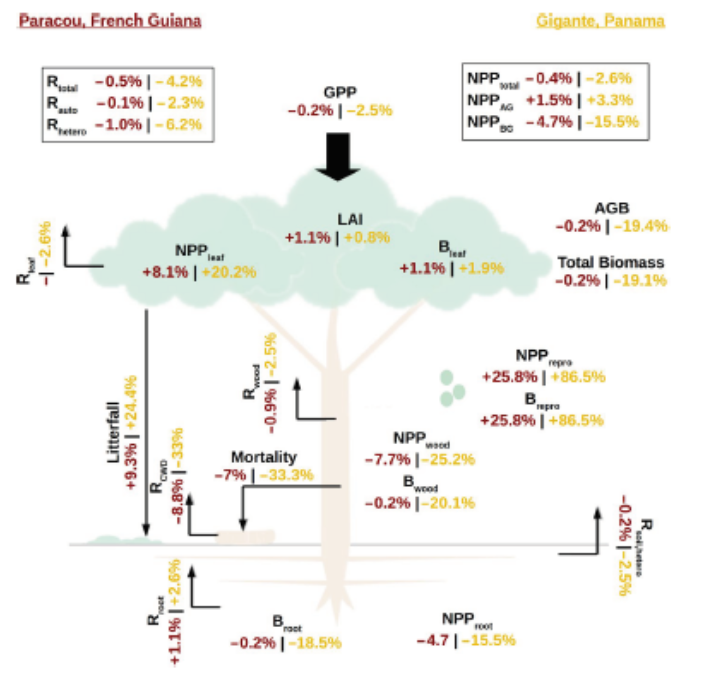 Paracou, French Guiana
Gigante, Panama
Rtotal −0.5% | −4.2%
Rauto −0.1% | −2.3%
Rhetero −1.0% | −6.2%
GPP
−0.2% | −2.5%
NPPtotal −0.4% | −2.6%
NPPAG +1.5% | +3.3%
NPPBG −4.7% | −15.5%
AGB
−0.2% | −19.4%
Total Biomass
−0.2% | −19.1%
LAI
+1.1% | +0.8%
NPPleaf
+8.1% | +20.2%
Bleaf
+1.1% | +1.9%
Rleaf
−| −2.6%
Rwood
−0.9% | −2.5%
NPPrepro
+25.8% | +86.5%
Brepro
+25.8% | +86.5%
Litterfall
+9.3% | +24.4%
RCWD
−8.8% | −33%
Mortality
−7% | −33.3%
NPPwood
−7.7% | −25.2%
Bwood
−0.2% | −20.1%
Rsoil,hetero
−0.2% | −2.5%
Rroot
+1.1% | +2.6%
Broot
−0.2% | −18.5%
NPProot
−4.7 | −15.5%